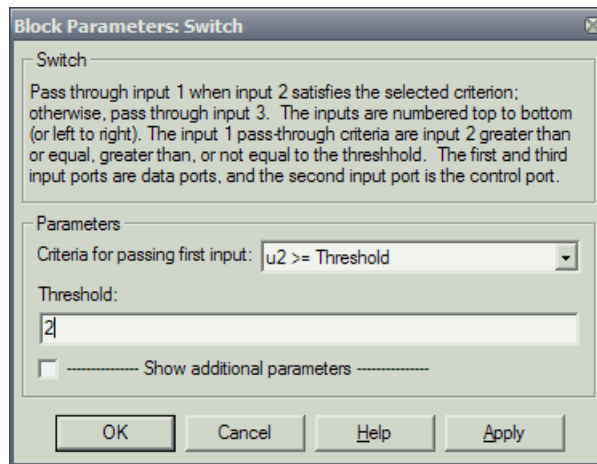 Block Parameters: Switch
Switch
Pass through input 1 when input 2 satisfies the selected criterion;
otherwise, pass through input 3.  The inputs are numbered top to bottom
(or left to right). The input 1 pass-through criteria are input 2 greater than
or equal, greater than, or not equal to the threshhold.  The first and third
input ports are data ports, and the second input port is the control port.
Parameters
Criteria for passing first input: u2 >= Threshold
Threshold:
2
--------------- Show additional parameters ---------------
OK Cancel Help Apply